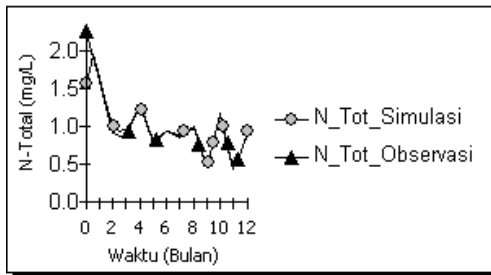 N-Total (mg/L)
2.0
1.5
1.0
0.5
0.0
0 2 4 6 8 10 12
Waktu (Bulan)
N_Tot_Simulasi
N_Tot_Observasi